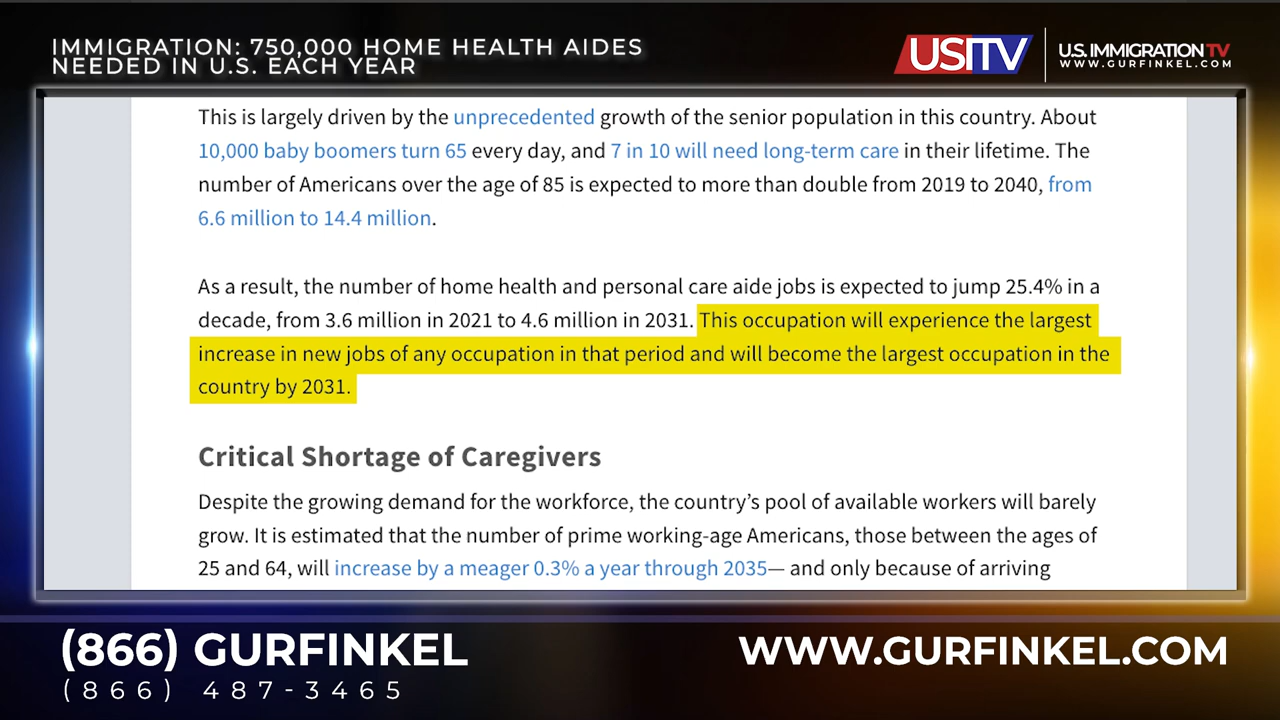 IMMIGRATION: 750,000 HOME HEALTH AIDES
NEEDED IN U.S. EACH YEAR
USITV
U.S. IMMIGRATION TV
WWW.GURFINKEL.COM
This is largely driven by the unprecedented growth of the senior population in this country. About
10,000 baby boomers turn 65 every day, and 7 in 10 will need long-term care in their lifetime. The
number of Americans over the age of 85 is expected to more than double from 2019 to 2040, from
6.6 million to 14.4 million.
As a result, the number of home health and personal care aide jobs is expected to jump 25.4% in a
decade, from 3.6 million in 2021 to 4.6 million in 2031. This occupation will experience the largest
increase in new jobs of any occupation in that period and will become the largest occupation in the
country by 2031.
Critical Shortage of Caregivers
Despite the growing demand for the workforce, the country’s pool of available workers will barely
grow. It is estimated that the number of prime working-age Americans, those between the ages of
25 and 64, will increase by a meager 0.3% a year through 2035— and only because of arriving
(866) GURFINKEL
(866) 487-3465
WWW.GURFINKEL.COM